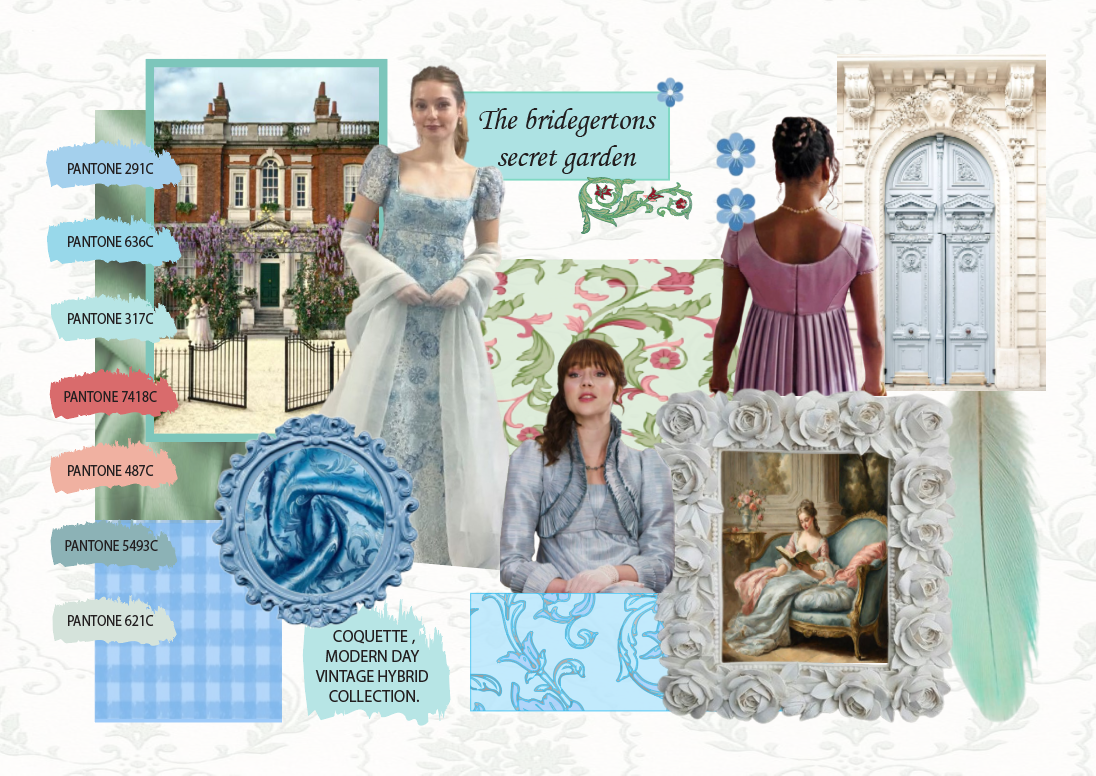 The bridegertons
secret garden
PANTONE 291C
PANTONE 636C
PANTONE 317C
PANTONE 7418C
PANTONE 487C
PANTONE 5493C
PANTONE 621C
COQUETTE ,
MODERN DAY
VINTAGE HYBRID
COLLECTION.